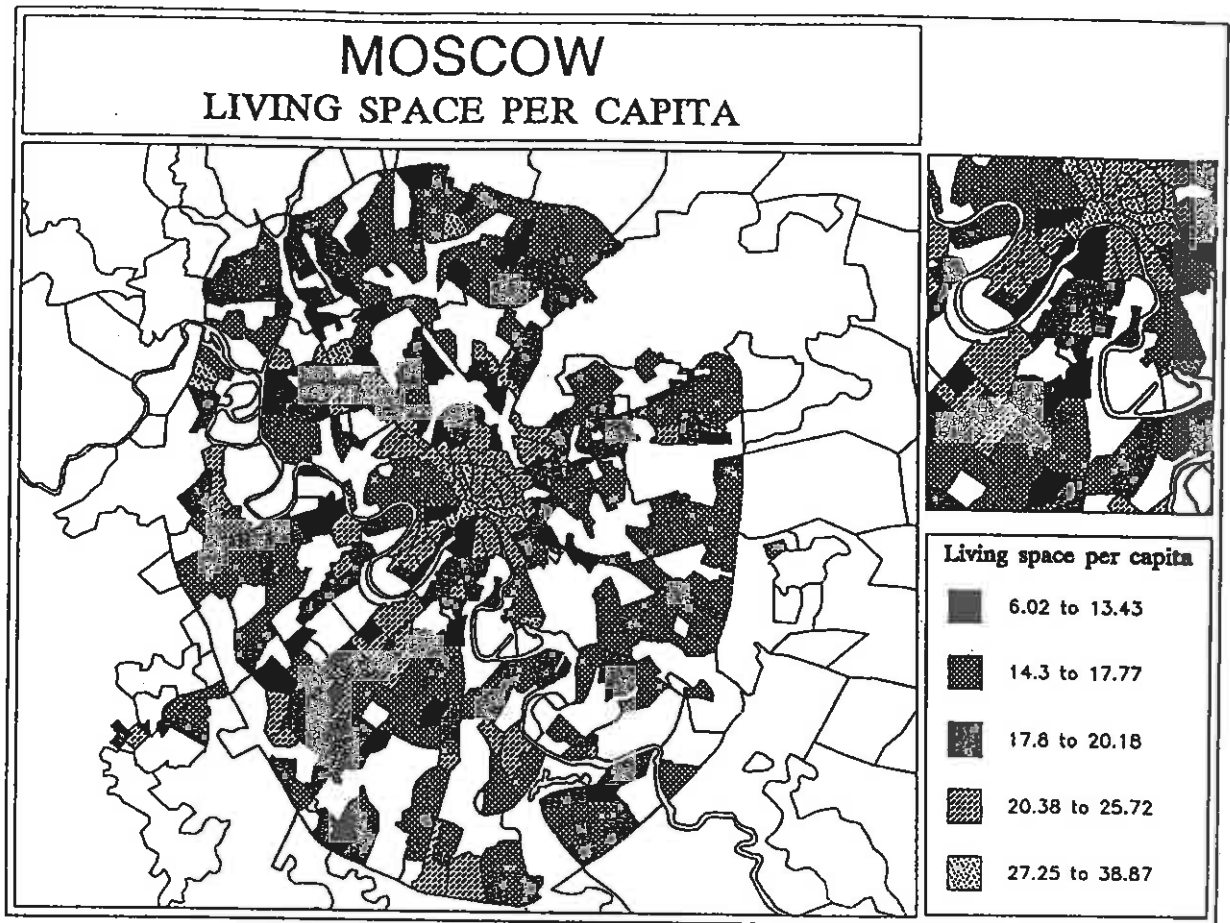 MOSCOW
LIVING SPACE PER CAPITA
Living space per capita
6.02 to 13.43
14.3 to 17.77
17.8 to 20.18
20.38 to 25.72
27.25 to 38.87